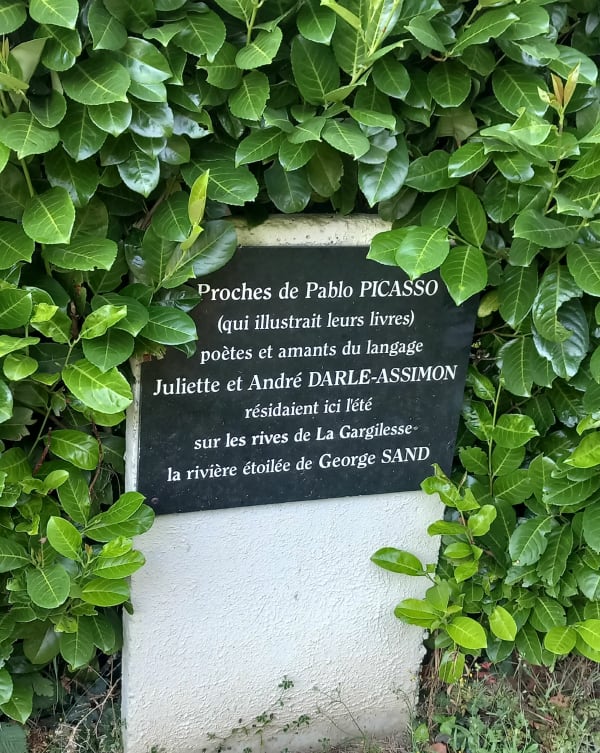 Proches de Pablo PICASSO
(qui illustrait leurs livres)
poètes et amants du langage
Juliette et André DARLE-ASSIMON
résidaient ici l'été
sur les rives de La Gargilesse
la rivière étoilée de George SAND